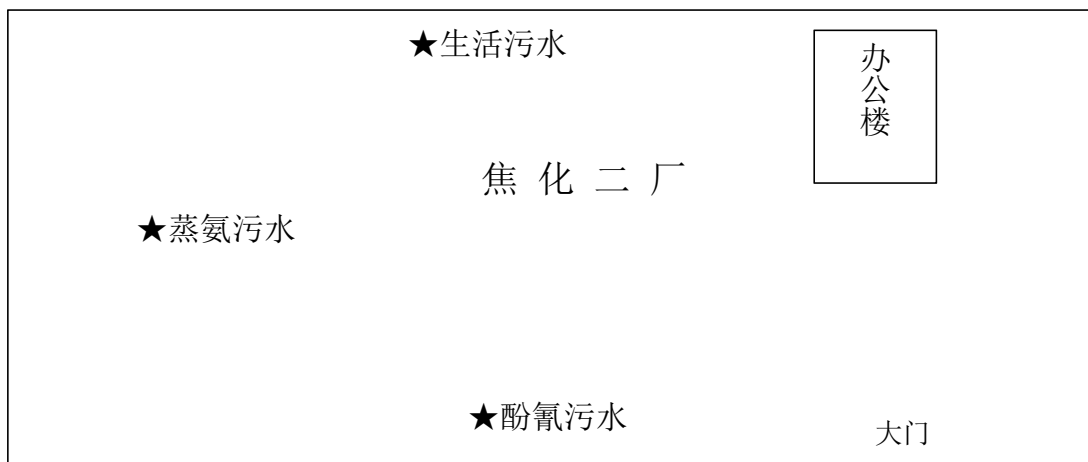 ★生活污水
办公楼
焦化二厂
★蒸氨污水
★酚氰污水
大门